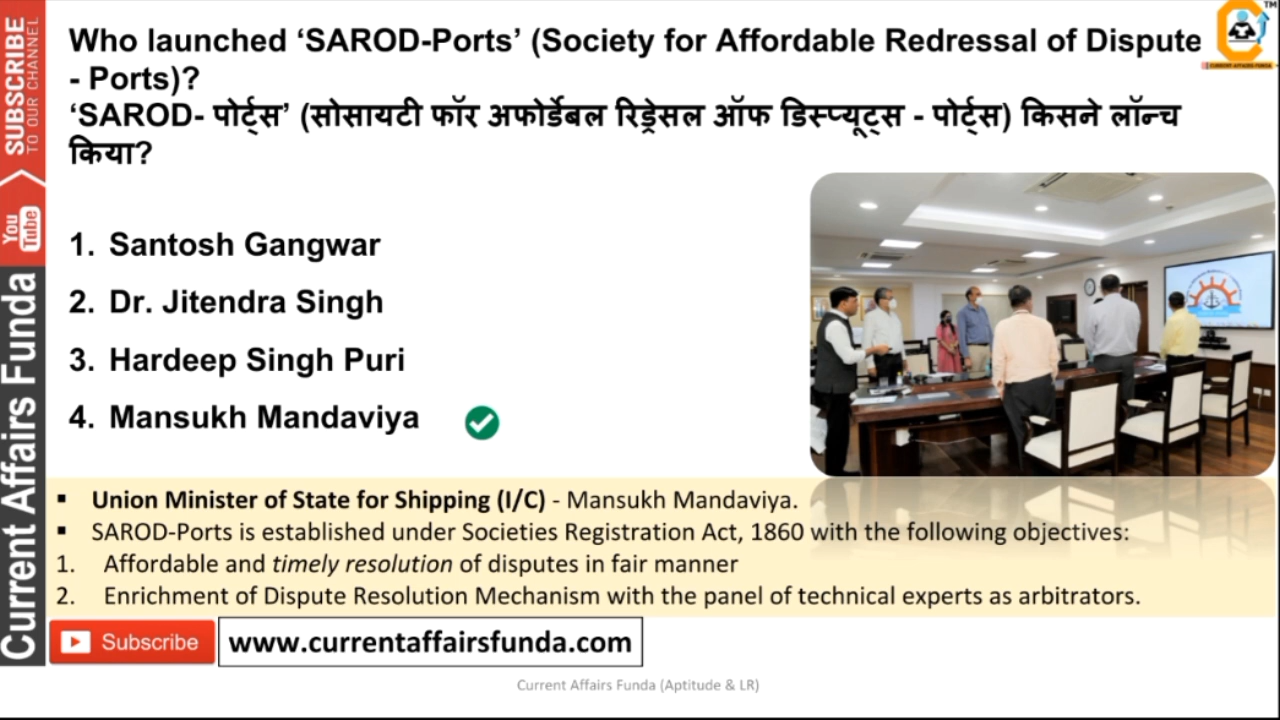 Who launched ‘SAROD-Ports’ (Society for Affordable Redressal of Dispute
- Ports)?
‘SAROD- पोर्ट्स’ (सोसायटी फॉर अफोर्डेबल रिड्रेसल ऑफ डिस्प्यूट्स - पोर्ट्स) किसने लॉन्च
किया?
1. Santosh Gangwar
2. Dr. Jitendra Singh
3. Hardeep Singh Puri
4. Mansukh Mandaviya
▪ Union Minister of State for Shipping (I/C) - Mansukh Mandaviya.
▪ SAROD-Ports is established under Societies Registration Act, 1860 with the following objectives:
1. Affordable and timely resolution of disputes in fair manner
2. Enrichment of Dispute Resolution Mechanism with the panel of technical experts as arbitrators.
Subscribe
www.currentaffairsfunda.com
Current Affairs Funda (Aptitude & LR)
SUBSCRIBE
TO OUR CHANNEL
You
Tube
Current Affairs Funda
TM
CURRENT AFFAIRS FUNDA